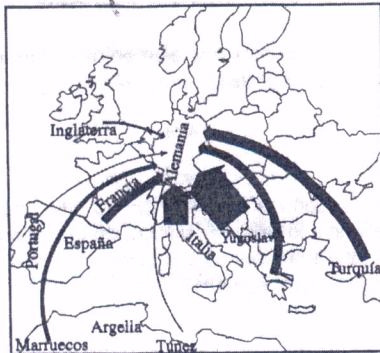 Inglaterra
Alemania
Francia
Portugal
España
Italia
Yugoslavia
Turquía
Argelia
Marruecos
Túnez